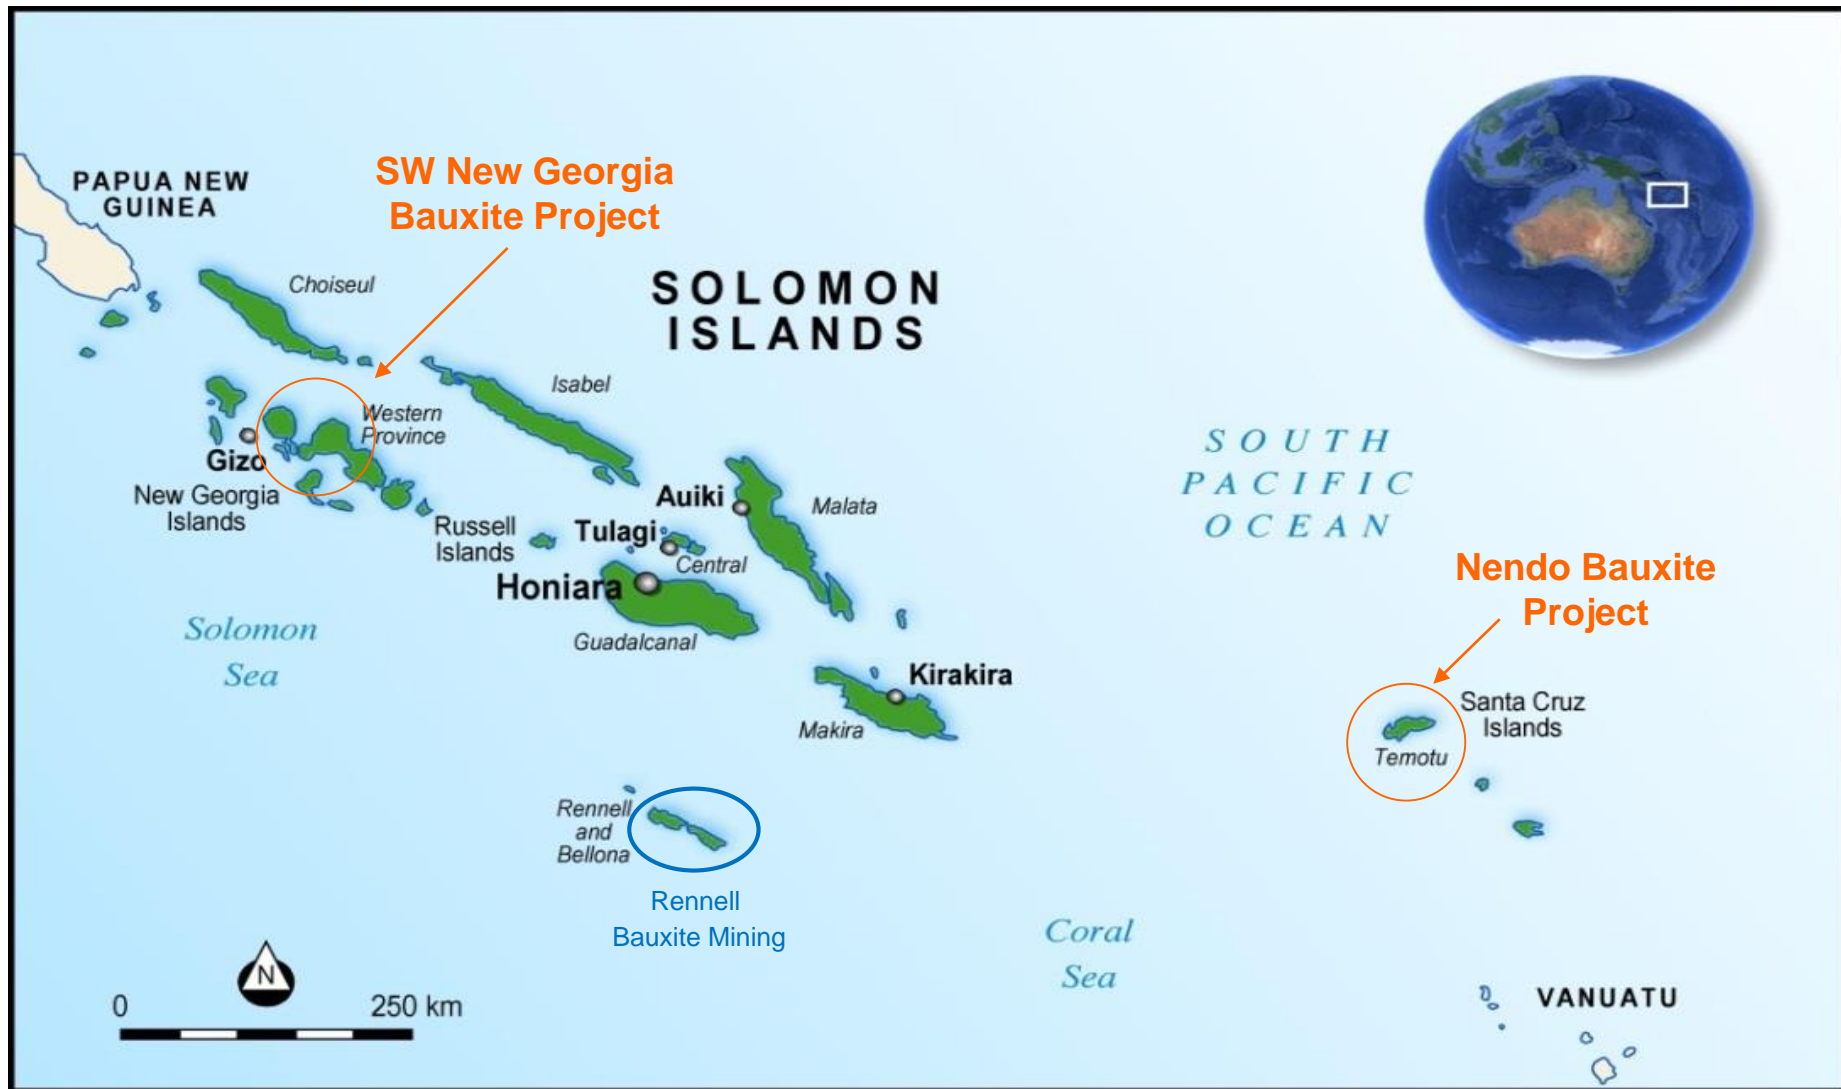 PAPUA NEW
GUINEA
SW New Georgia
Bauxite Project
Choiseul
SOLOMON
ISLANDS
Isabel
Western
Province
Gizo
New Georgia
Islands
Russell
Islands
Auiki
Malata
Tulagi
Central
Honiara
Guadalcanal
SOUTH
PACIFIC
OCEAN
Nendo Bauxite
Project
Solomon
Sea
Kirakira
Makira
Santa Cruz
Islands
Temotu
Rennell
and
Bellona
Rennell
Bauxite Mining
Coral
Sea
N
0 250 km
VANUATU